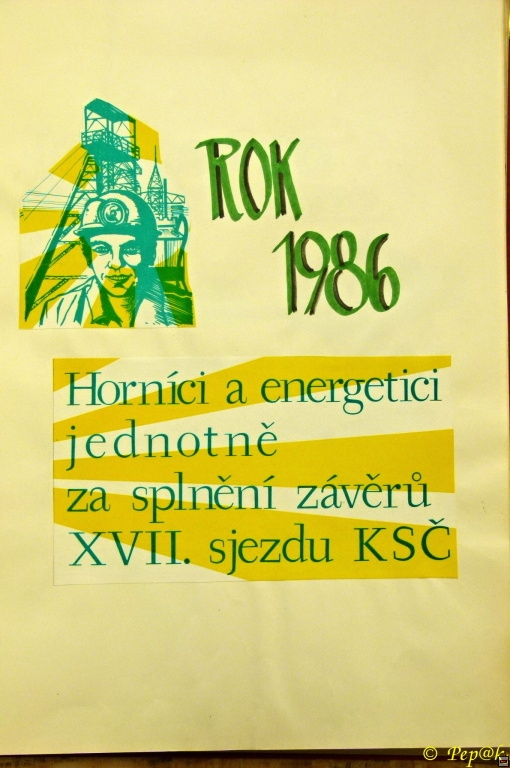 ROK
1986
Horníci a energetici
jednotně
za splnění závěrů
XVII. sjezdu KSČ
© Pep@k